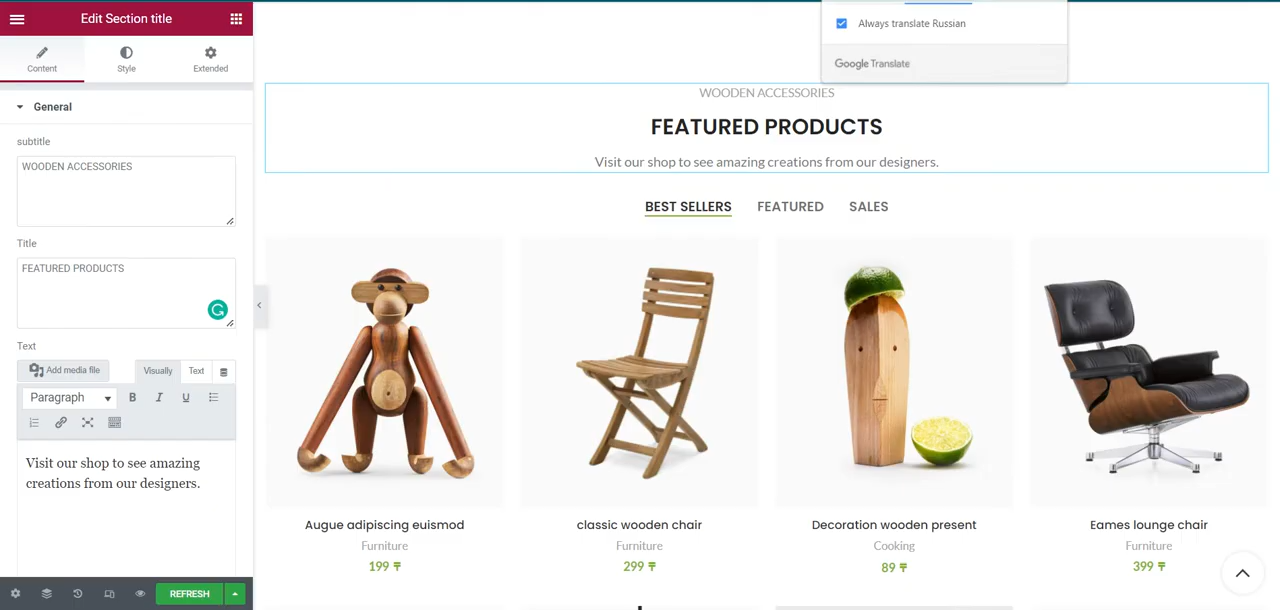 Edit Section title
Content
Style
Extended
General
subtitle
WOODEN ACCESSORIES
Title
FEATURED PRODUCTS
Text
Add media file
Visually
Text
Paragraph
B I U
Visit our shop to see amazing
creations from our designers.
REFRESH
Always translate Russian
Google Translate
WOODEN ACCESSORIES
FEATURED PRODUCTS
Visit our shop to see amazing creations from our designers.
BEST SELLERS FEATURED SALES
Augue adipiscing euismod
Furniture
199 ₸
classic wooden chair
Furniture
299 ₸
Decoration wooden present
Cooking
89 ₸
Eames lounge chair
Furniture
399 ₸